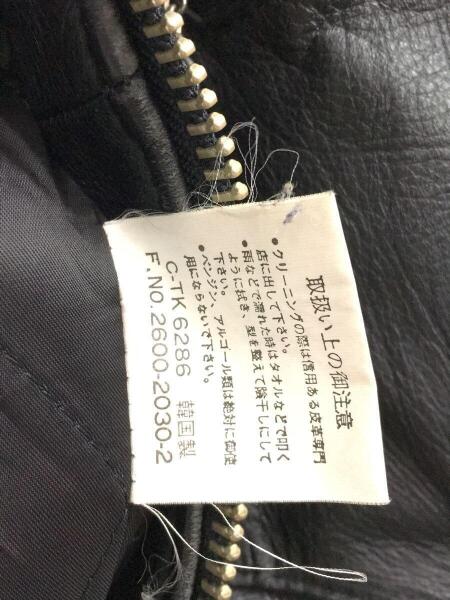 取扱い上の御注意
•クリーニングの際は信用ある皮革専門
店に出して下さい。
•雨などで濡れた時はタオルなどで叩く
ように拭き、型を整えて陰干しにして
下さい。
•ベンジン、アルコール類は絶対に御使
用にならないで下さい。
C-TK6286 韓国製
F.NO.2600-2030-2